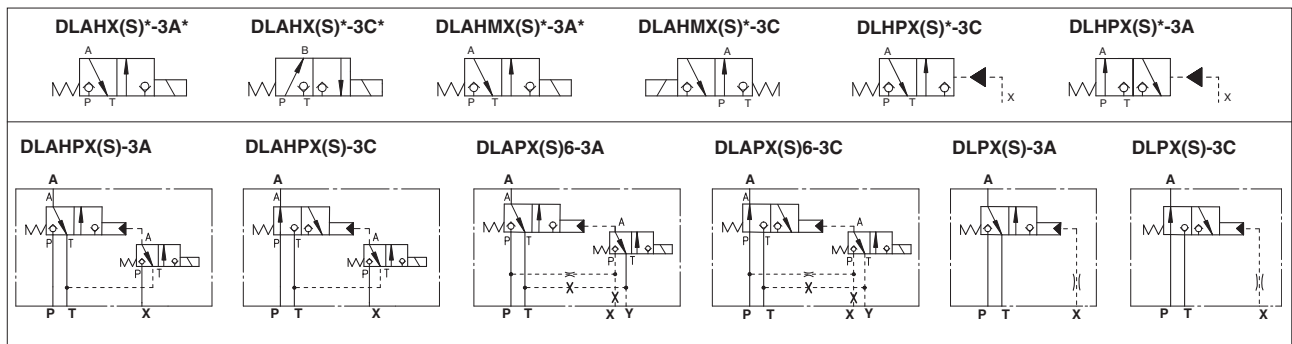 DLAHX(S)*-3A* DLAHX(S)*-3C* DLAHMX(S)*-3A* DLAHMX(S)*-3C DLHPX(S)*-3C DLHPX(S)*-3A
A B A A A A
P T P T P T P T P T X P T X
DLAHPX(S)-3A DLAHPX(S)-3C DLAPX(S)6-3A DLAPX(S)6-3C DLPX(S)-3A DLPX(S)-3C
A A A A A A
A A A A
P T A P T A P T A P T A
P T P T P T P T
P T X P T X P T X Y P T X Y P T X P T X